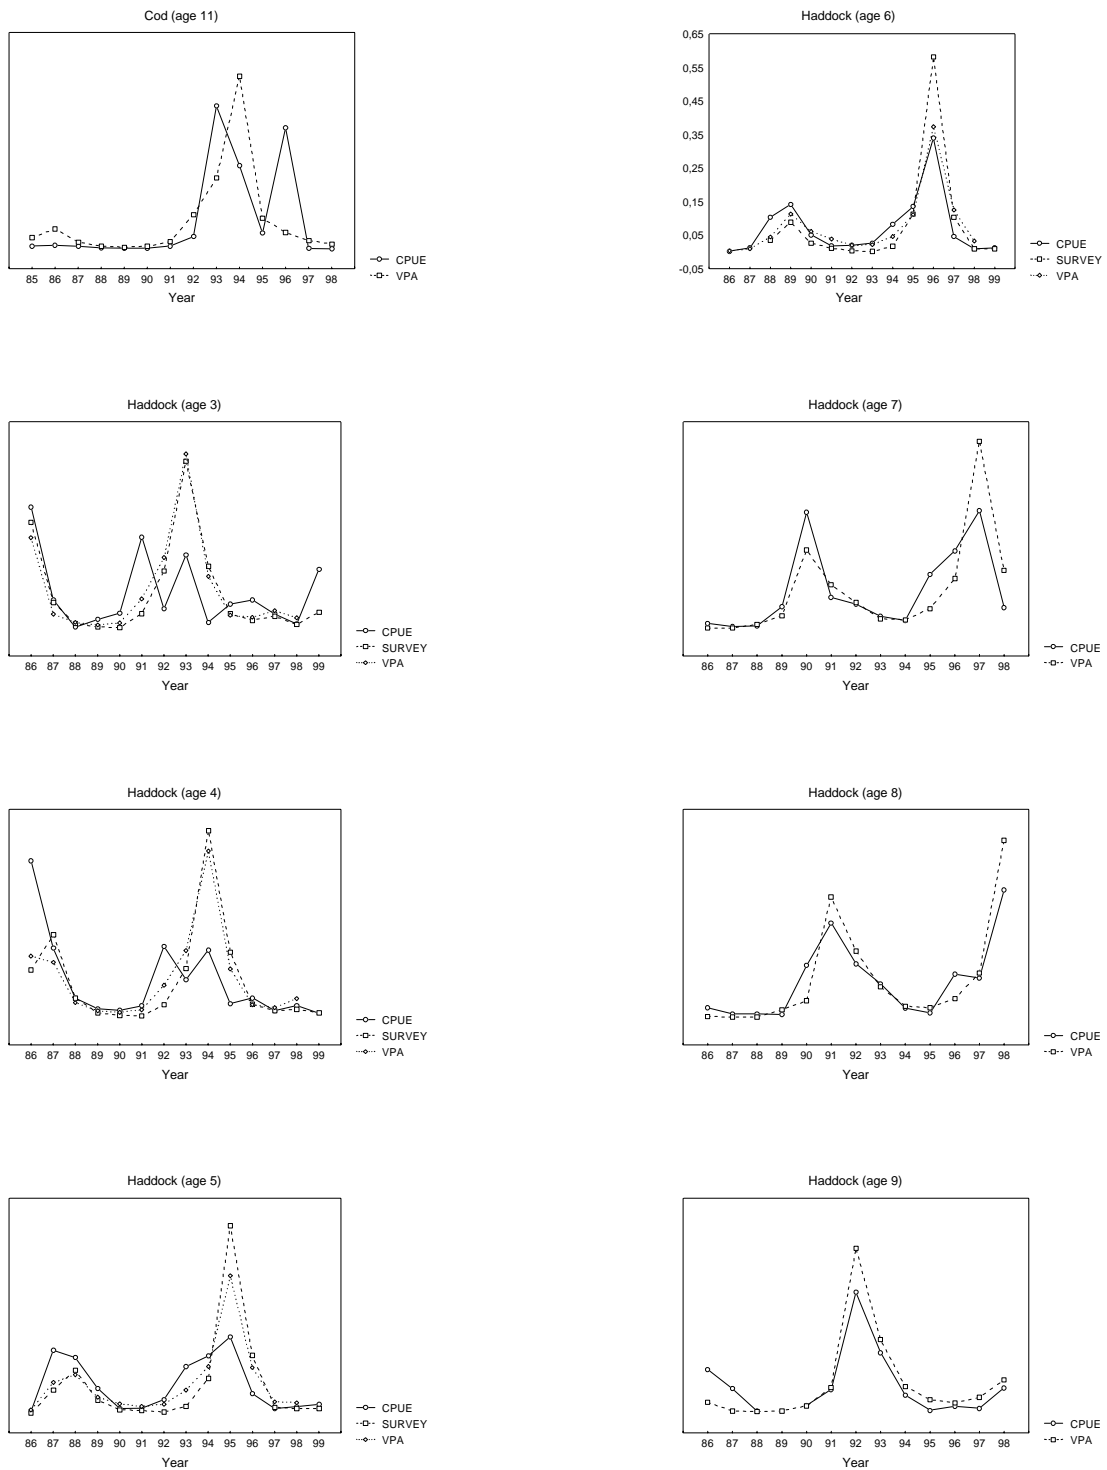 Cod (age 11)
85 86 87 88 89 90 91 92 93 94 95 96 97 98
Year
CPUE
VPA
Haddock (age 6)
0,65
0,55
0,45
0,35
0,25
0,15
0,05
-0,05
86 87 88 89 90 91 92 93 94 95 96 97 98 99
Year
CPUE
SURVEY
VPA
Haddock (age 3)
86 87 88 89 90 91 92 93 94 95 96 97 98 99
Year
CPUE
SURVEY
VPA
Haddock (age 7)
86 87 88 89 90 91 92 93 94 95 96 97 98
Year
CPUE
VPA
Haddock (age 4)
86 87 88 89 90 91 92 93 94 95 96 97 98 99
Year
CPUE
SURVEY
VPA
Haddock (age 8)
86 87 88 89 90 91 92 93 94 95 96 97 98
Year
CPUE
VPA
Haddock (age 5)
86 87 88 89 90 91 92 93 94 95 96 97 98 99
Year
CPUE
SURVEY
VPA
Haddock (age 9)
86 87 88 89 90 91 92 93 94 95 96 97 98
Year
CPUE
VPA